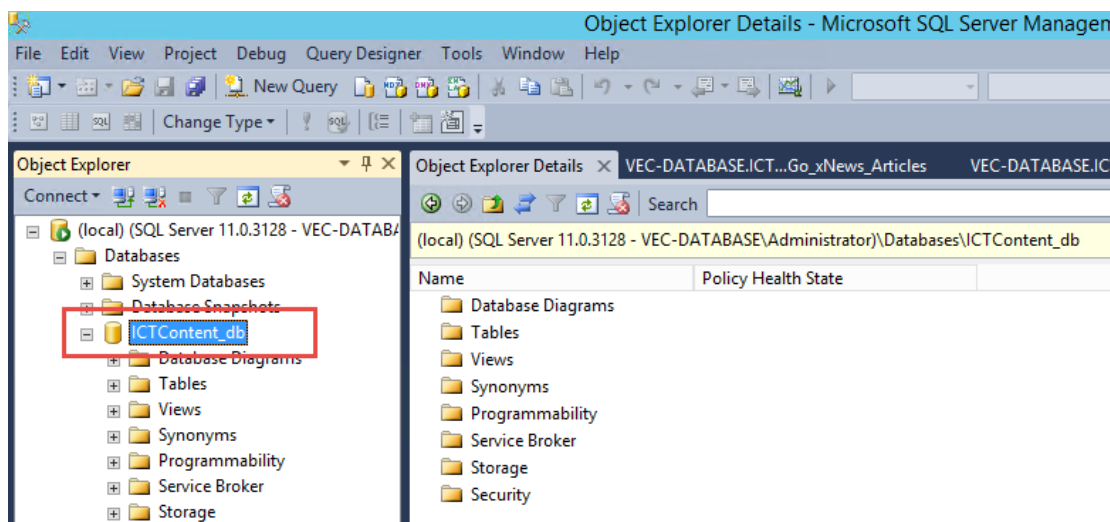 Object Explorer Details - Microsoft SQL Server Managem
File Edit View Project Debug Query Designer Tools Window Help
New Query
Change Type
Object Explorer
Connect
(local) (SQL Server 11.0.3128 - VEC-DATABA
Databases
System Databases
Database Snapshots
ICTContent_db
Database Diagrams
Tables
Views
Synonyms
Programmability
Service Broker
Storage
Object Explorer Details VEC-DATABASE.ICT...Go_xNews_Articles VEC-DATABASE.IC
Search
(local) (SQL Server 11.0.3128 - VEC-DATABASE\Administrator)\Databases\ICTContent_db
Name Policy Health State
Database Diagrams
Tables
Views
Synonyms
Programmability
Service Broker
Storage
Security